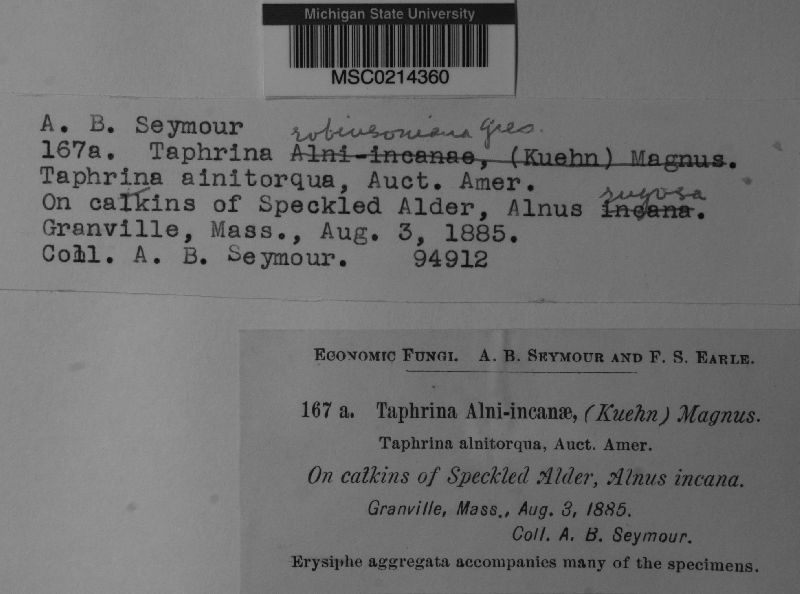 Michigan State University
MSC0214360
A. B. Seymour robinsoniana Gies.
167a. Taphrina Alni-incanae, (Kuehn) Magnus.
Taphrina ainitorqua, Auct. Amer.
On catkins of Speckled Alder, Alnus incana. rugosa
Granville, Mass., Aug. 3, 1885.
Coll. A. B. Seymour. 94912
Economic Fungi. A. B. Seymour and F. S. Earle.
167 a. Taphrina Alni-incanæ, (Kuehn) Magnus.
Taphrina alnitorqua, Auct. Amer.
On catkins of Speckled Alder, Alnus incana.
Granville, Mass., Aug. 3, 1885.
Coll. A. B. Seymour.
Erysiphe aggregata accompanies many of the specimens.